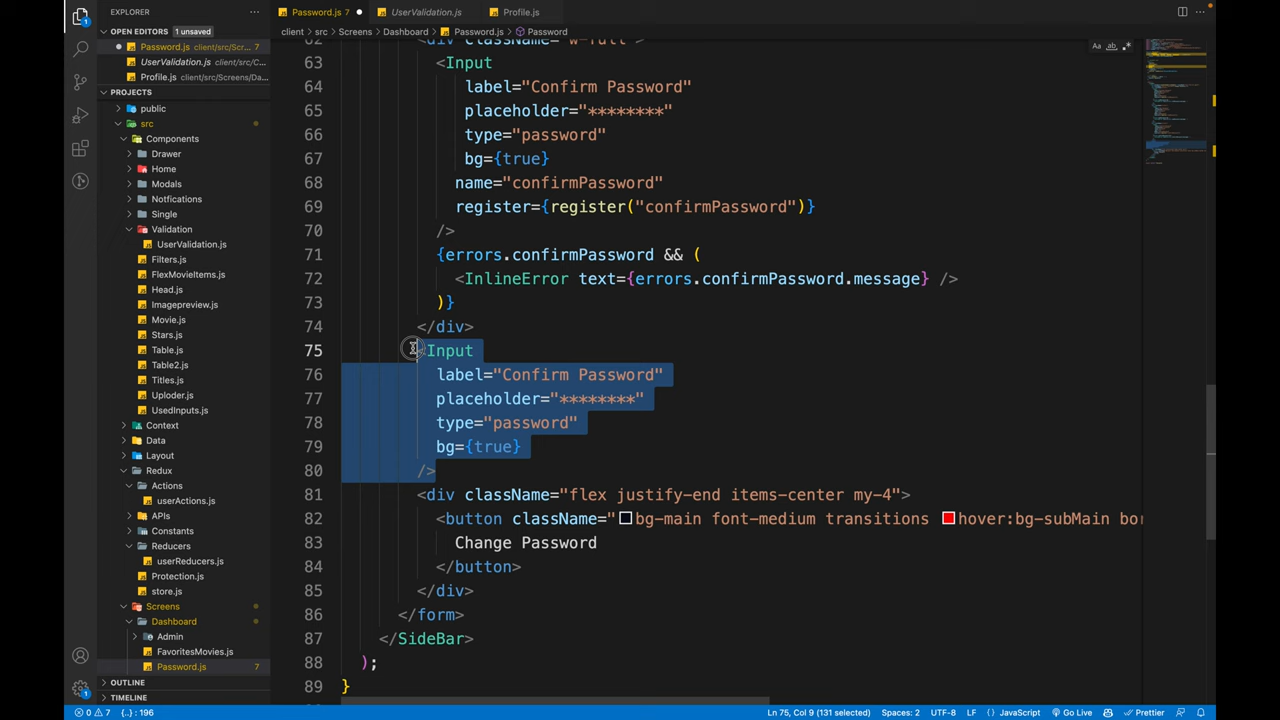 EXPLORER
OPEN EDITORS 1 unsaved
Password.js client/src/Scr... 7
UserValidation.js client/src/C...
Profile.js client/src/Screens/Da...
PROJECTS
public
src
Components
Drawer
Home
Modals
Notfications
Single
Validation
UserValidation.js
Filters.js
FlexMovieItems.js
Head.js
Imagepreview.js
Movie.js
Stars.js
Table.js
Table2.js
Titles.js
Uploder.js
UsedInputs.js
Context
Data
Layout
Redux
Actions
userActions.js
APIs
Constants
Reducers
userReducers.js
Protection.js
store.js
Screens
Dashboard
Admin
FavoritesMovies.js
Password.js 7
OUTLINE
TIMELINE
Password.js 7
UserValidation.js
Profile.js
client > src > Screens > Dashboard > Password.js > Password
62 <div className="w-full">
63 <Input
64 label="Confirm Password"
65 placeholder="********"
66 type="password"
67 bg={true}
68 name="confirmPassword"
69 register={register("confirmPassword")}
70 />
71 {errors.confirmPassword && (
72 <InlineError text={errors.confirmPassword.message} />
73 )}
74 </div>
75 <Input
76 label="Confirm Password"
77 placeholder="********"
78 type="password"
79 bg={true}
80 />
81 <div className="flex justify-end items-center my-4">
82 <button className="bg-main font-medium transitions hover:bg-subMain bor
83 Change Password
84 </button>
85 </div>
86 </form>
87 </SideBar>
88 );
89 }
0 7 {..} : 196
Ln 75, Col 9 (131 selected) Spaces: 2 UTF-8 LF {} JavaScript Go Live Prettier